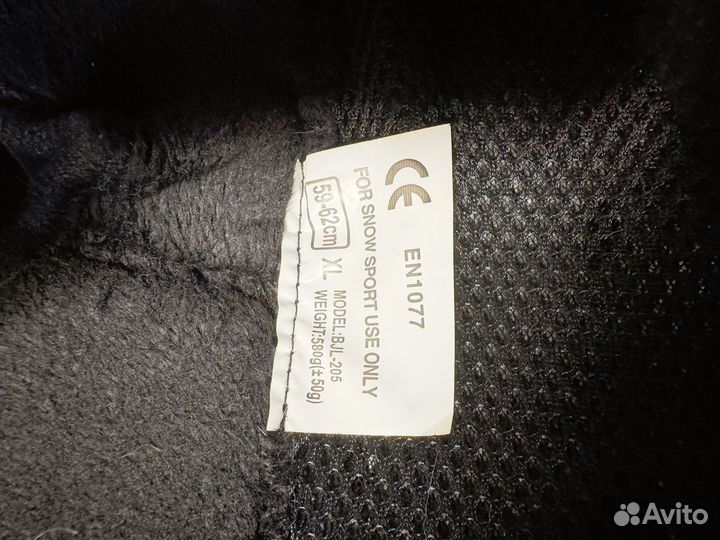 CE EN1077
FOR SNOW SPORT USE ONLY
59-62cm XL MODEL:BJL-205
WEIGHT:580g(±50g)
Avito